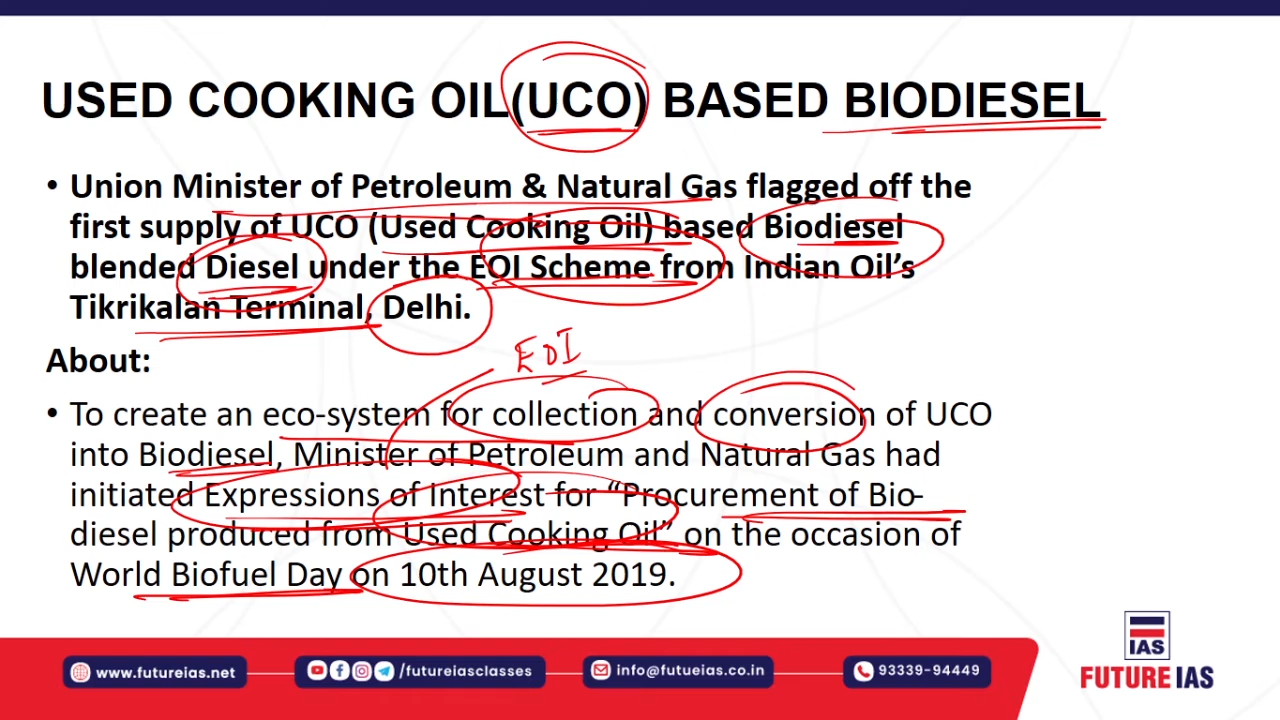 USED COOKING OIL(UCO) BASED BIODIESEL
• Union Minister of Petroleum & Natural Gas flagged off the
first supply of UCO (Used Cooking Oil) based Biodiesel
blended Diesel under the EOI Scheme from Indian Oil’s
Tikrikalan Terminal, Delhi.
EOI
About:
• To create an eco-system for collection and conversion of UCO
into Biodiesel, Minister of Petroleum and Natural Gas had
initiated Expressions of Interest for “Procurement of Bio-
diesel produced from Used Cooking Oil” on the occasion of
World Biofuel Day on 10th August 2019.
IAS
FUTURE IAS
www.futureias.net
/futureiasclasses
info@futueias.co.in
93339-94449